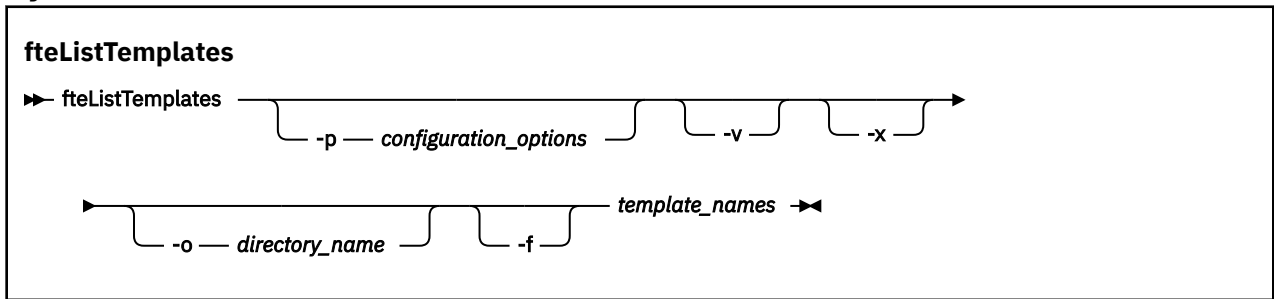 fteListTemplates
fteListTemplates
-p configuration_options -v -x
template_names
-o directory_name -f